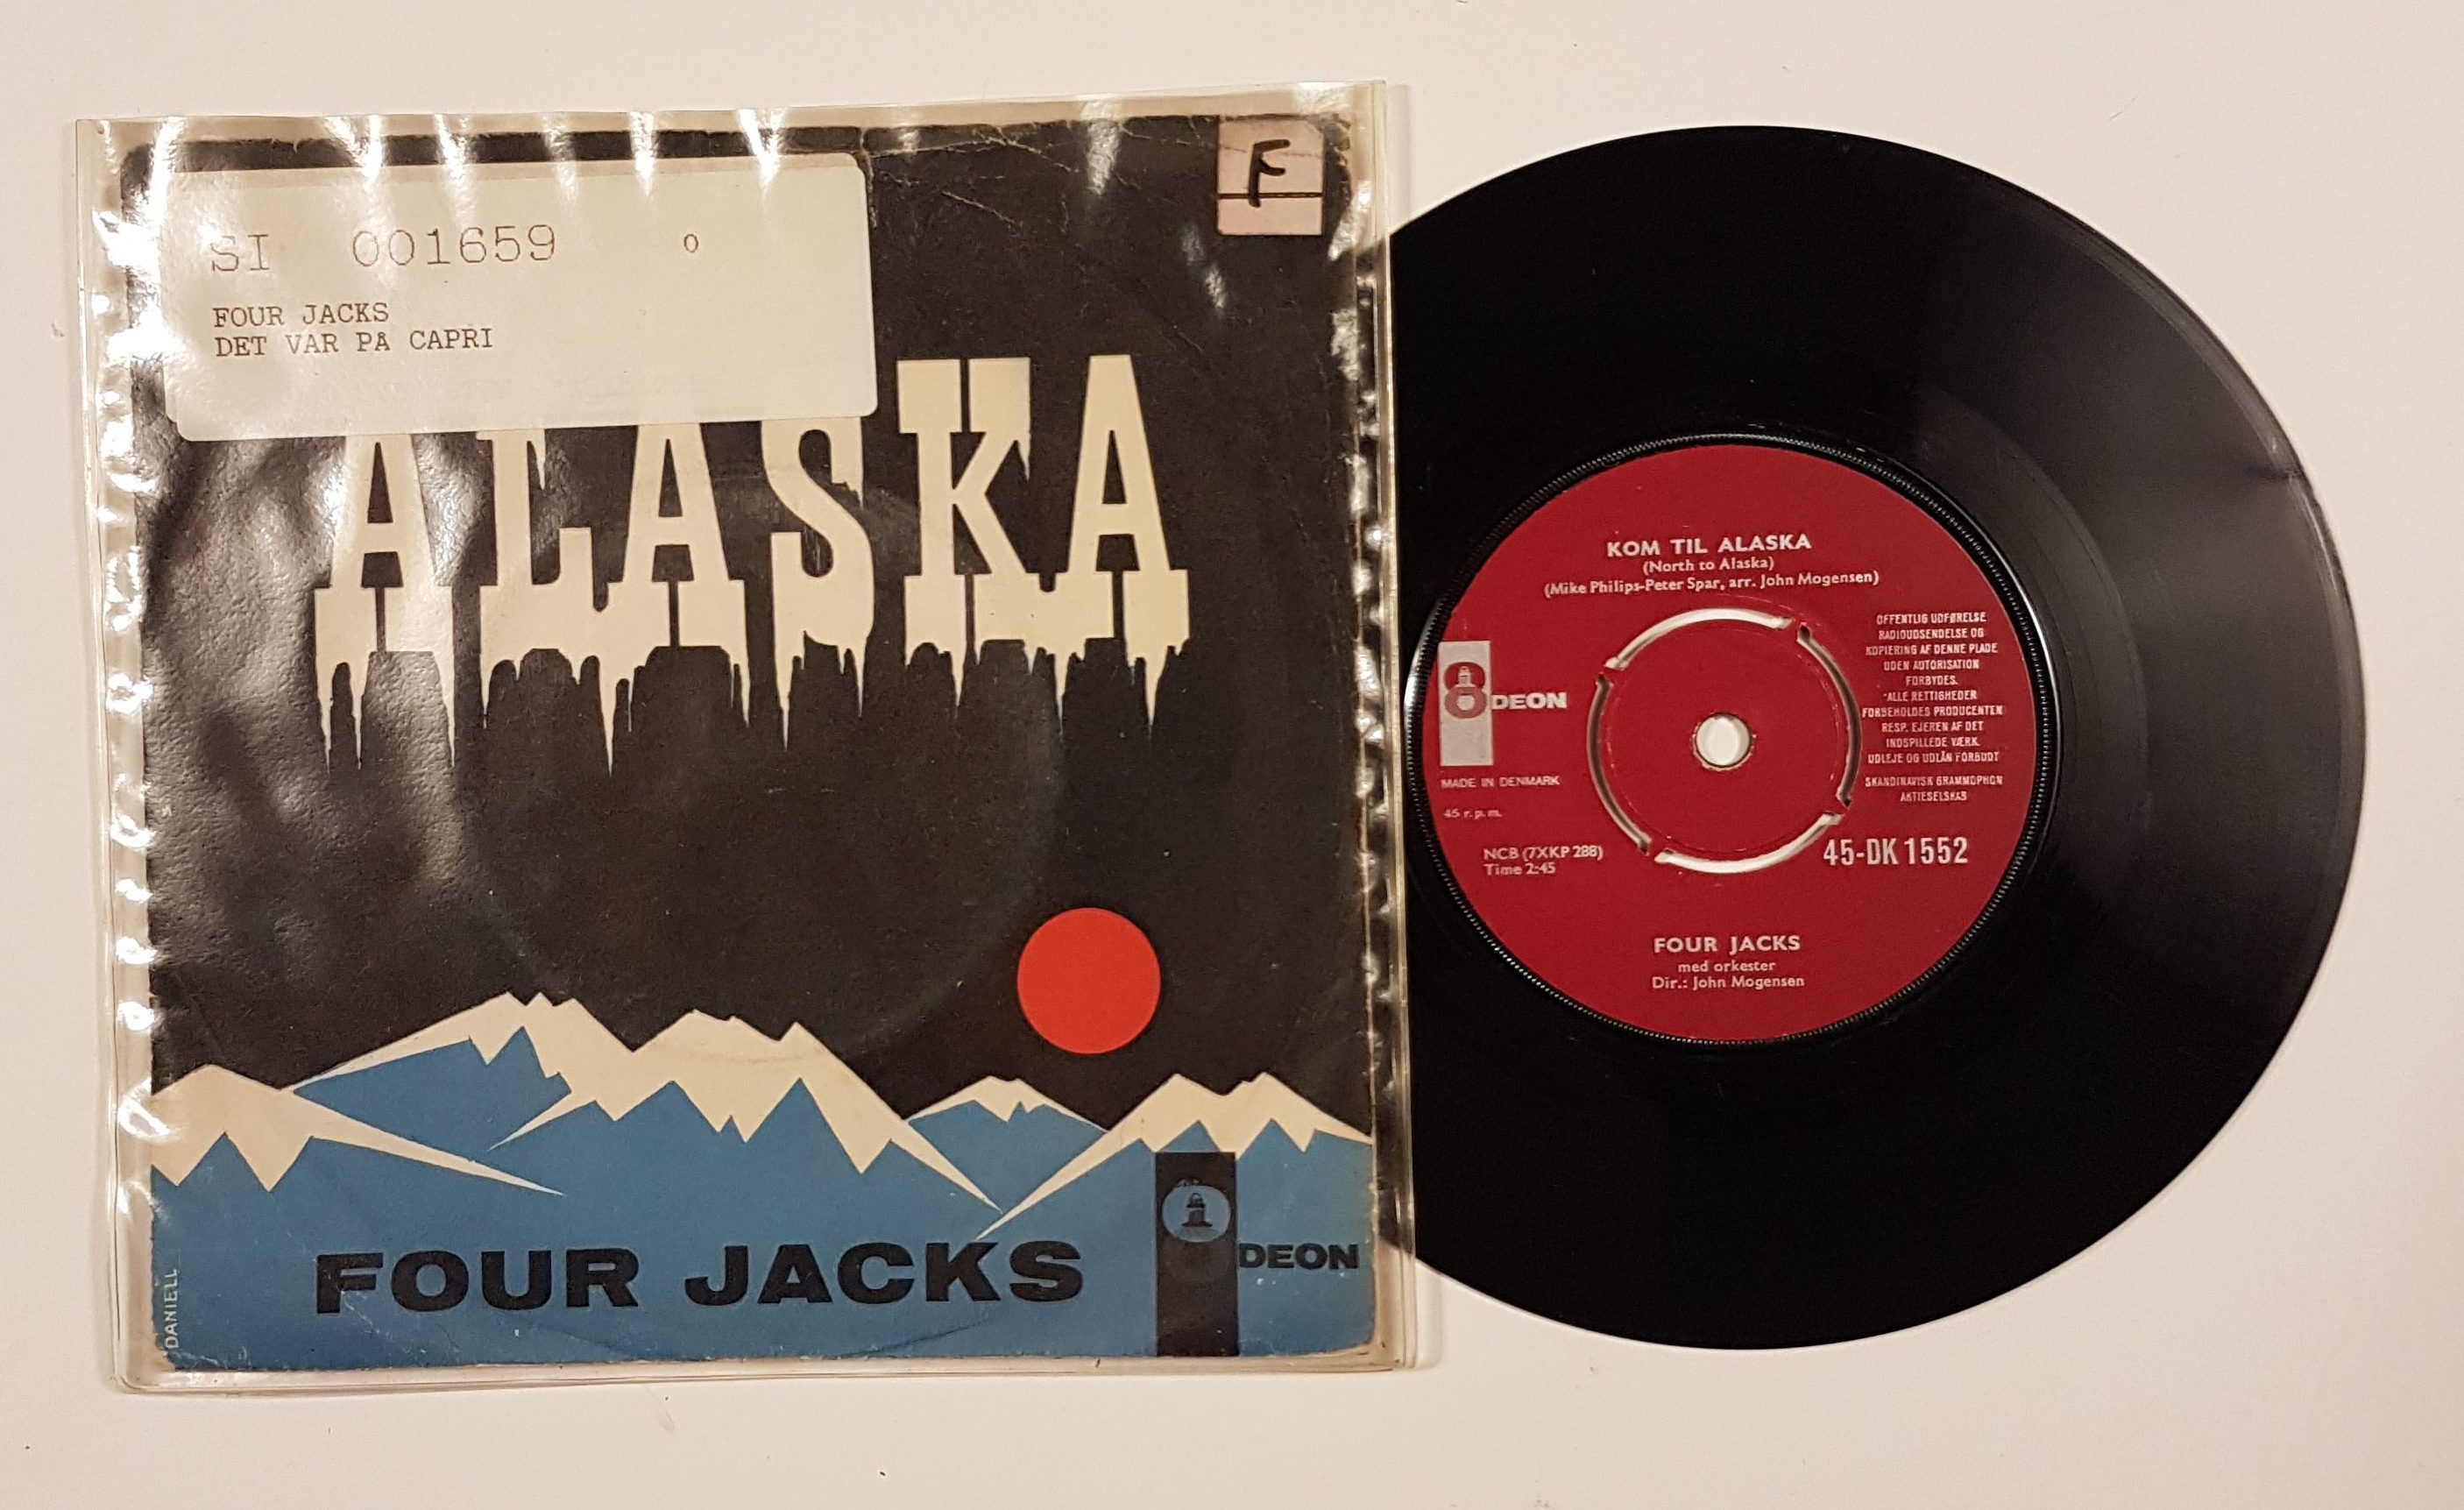 SI 001659 0
FOUR JACKS
DET VAR PÅ CAPRI
F
ALASKA
FOUR JACKS
ODEON
DANIELL
KOM TIL ALASKA
(North to Alaska)
(Mike Philips-Peter Spar, arr. John Mogensen)
ODEON
MADE IN DENMARK
45 r.p.m.
NCB (7XKP 288)
Time 2:45
OFFENTLIG UDFØRELSE
RADIOUDSENDELSE OG
KOPIERING AF DENNE PLADE
UDEN AUTORISATION
FORBYDES.
ALLE RETTIGHEDER
FORBEHOLDES PRODUCENTEN
RESP. EJEREN AF DET
INDSPILLEDE VÆRK.
UDLEJE OG UDLÅN FORBUDT
SKANDINAVISK GRAMMOPHON
AKTIESELSKAB
45-DK 1552
FOUR JACKS
med orkester
Dir.: John Mogensen